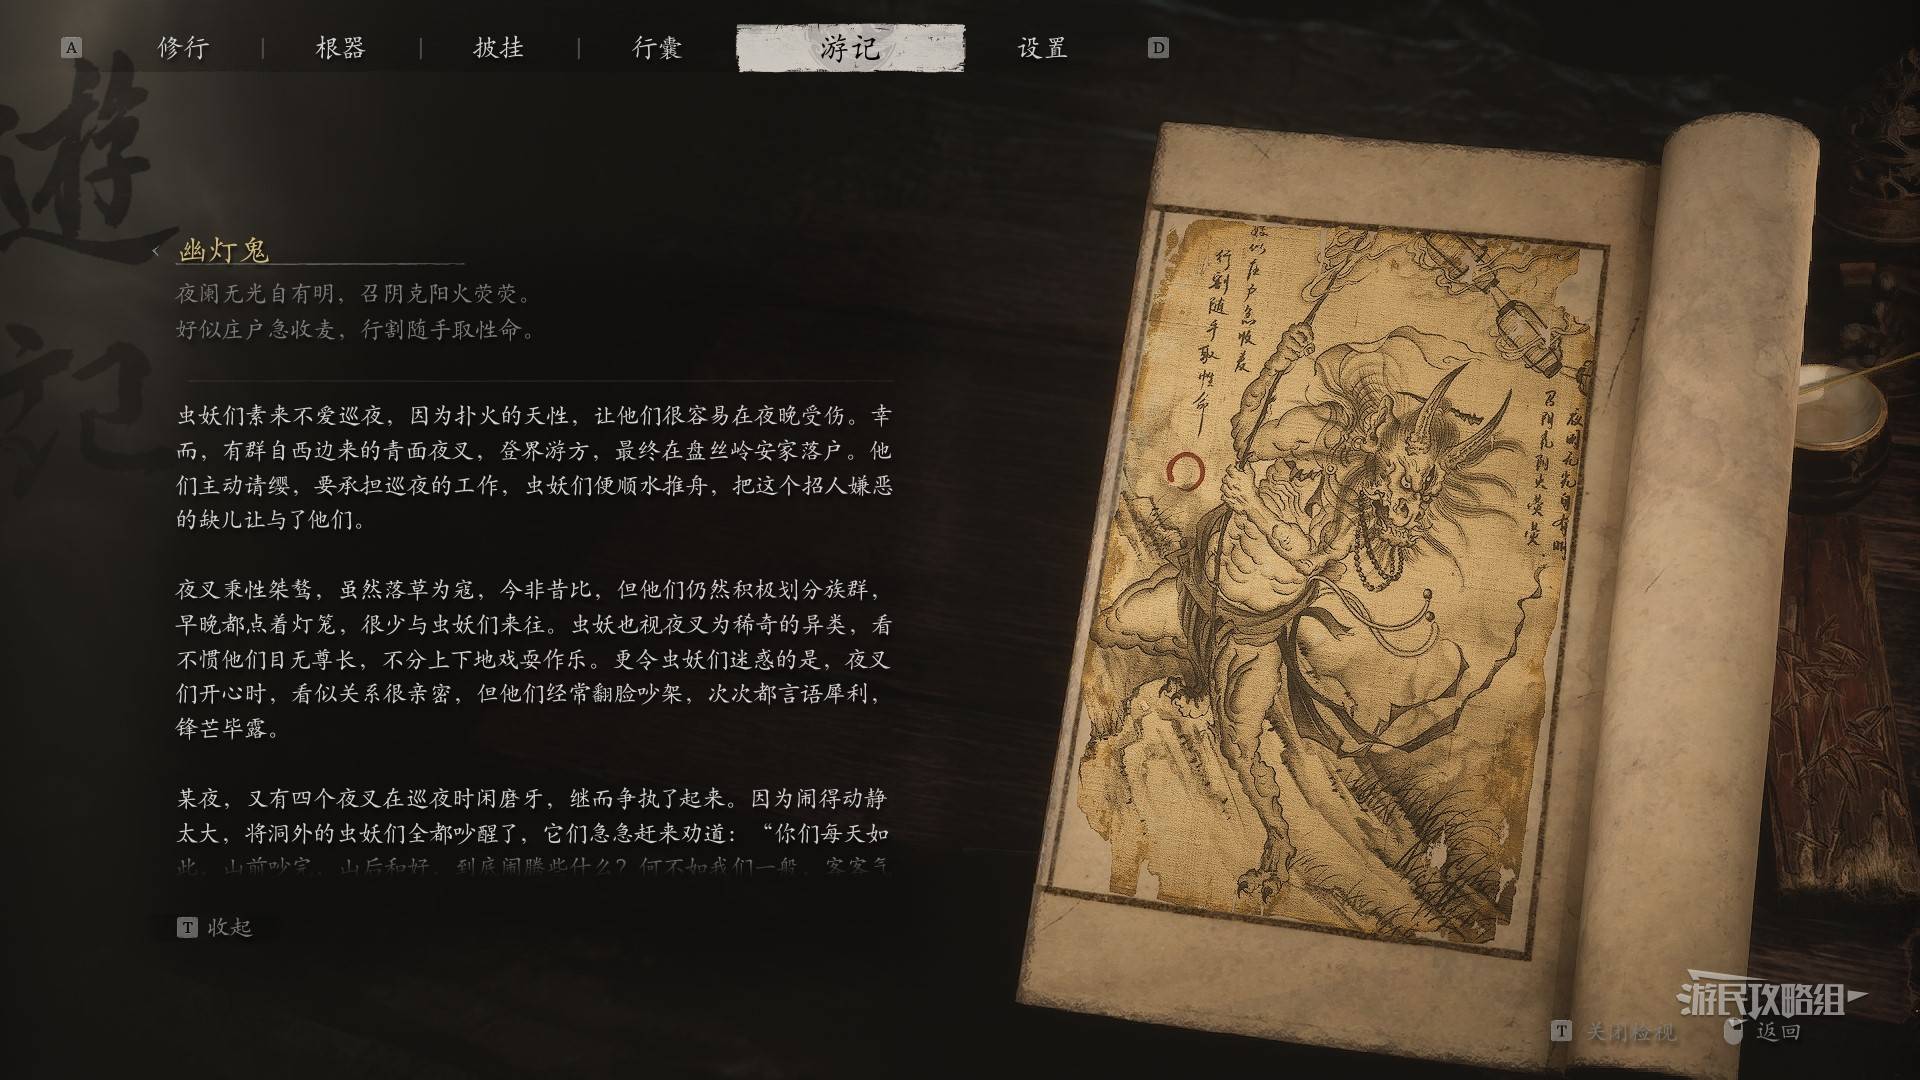 A 修行 | 根器 | 披挂 | 行囊 | 游记 | 设置 D
遊记
幽灯鬼
夜阑无光自有明，召阴克阳火荧荧。
好似庄户急收麦，行割随手取性命。
虫妖们素来不爱巡夜，因为扑火的天性，让他们很容易在夜晚受伤。幸
而，有群自西边来的青面夜叉，登界游方，最终在盘丝岭安家落户。他
们主动请缨，要承担巡夜的工作，虫妖们便顺水推舟，把这个招人嫌恶
的缺儿让与了他们。
夜叉秉性桀骜，虽然落草为寇，今非昔比，但他们仍然积极划分族群，
早晚都点着灯笼，很少与虫妖们来往。虫妖也视夜叉为稀奇的异类，看
不惯他们目无尊长，不分上下地戏耍作乐。更令虫妖们迷惑的是，夜叉
们开心时，看似关系很亲密，但他们经常翻脸吵架，次次都言语犀利，
锋芒毕露。
某夜，又有四个夜叉在巡夜时闲磨牙，继而争执了起来。因为闹得动静
太大，将洞外的虫妖们全都吵醒了，它们急急赶来劝道：“你们每天如
此，山前吵完，山后和好，到底闹腾些什么？何不如我们一般，客客气
T 收起
夜阑无光自有明
召阴克阳火荧荧
好似庄户急收麦
行割随手取性命
游民攻略组
T 关闭检视 返回